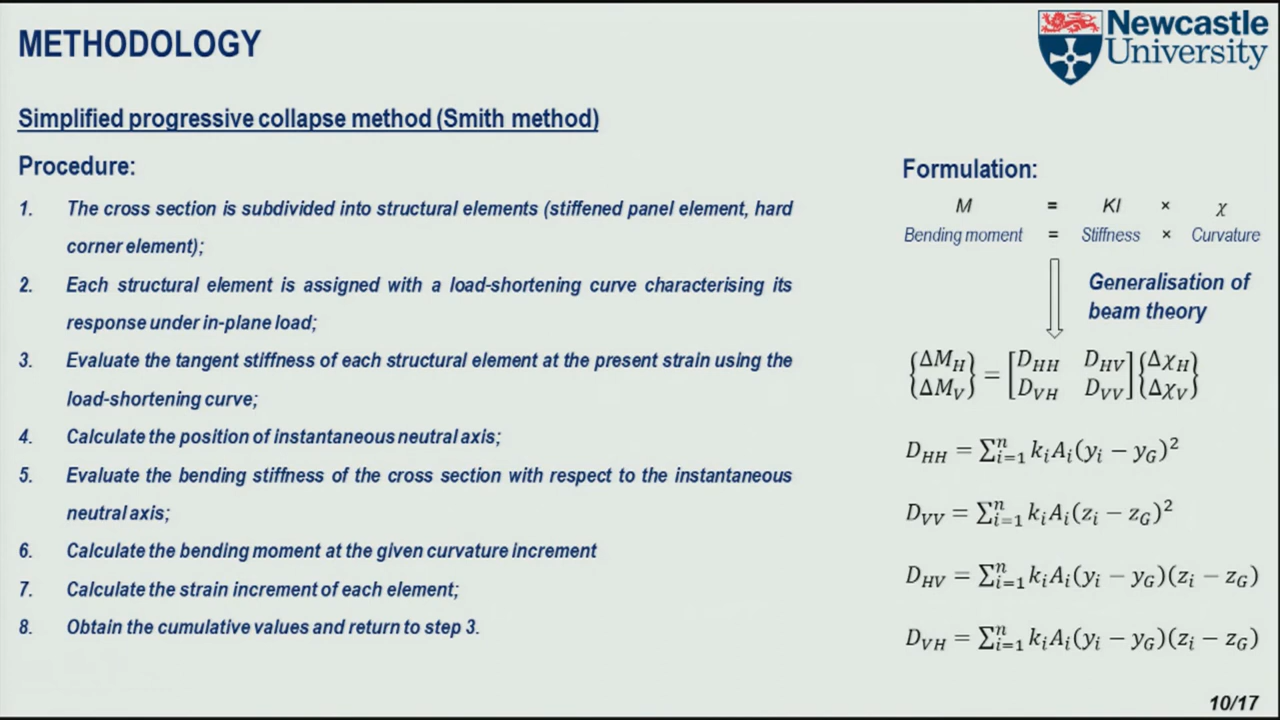 METHODOLOGY
Newcastle
University
Simplified progressive collapse method (Smith method)
Procedure:
1. The cross section is subdivided into structural elements (stiffened panel element, hard
corner element);
2. Each structural element is assigned with a load-shortening curve characterising its
response under in-plane load;
3. Evaluate the tangent stiffness of each structural element at the present strain using the
load-shortening curve;
4. Calculate the position of instantaneous neutral axis;
5. Evaluate the bending stiffness of the cross section with respect to the instantaneous
neutral axis;
6. Calculate the bending moment at the given curvature increment
7. Calculate the strain increment of each element;
8. Obtain the cumulative values and return to step 3.
Formulation:
M = KI × χ
Bending moment = Stiffness × Curvature
Generalisation of
beam theory
{ΔM_H} = [D_HH D_HV] {Δχ_H}
{ΔM_V} [D_VH D_VV] {Δχ_V}
D_HH = ∑_{i=1}^{n} k_i A_i (y_i − y_G)^2
D_VV = ∑_{i=1}^{n} k_i A_i (z_i − z_G)^2
D_HV = ∑_{i=1}^{n} k_i A_i (y_i − y_G)(z_i − z_G)
D_VH = ∑_{i=1}^{n} k_i A_i (y_i − y_G)(z_i − z_G)
10/17